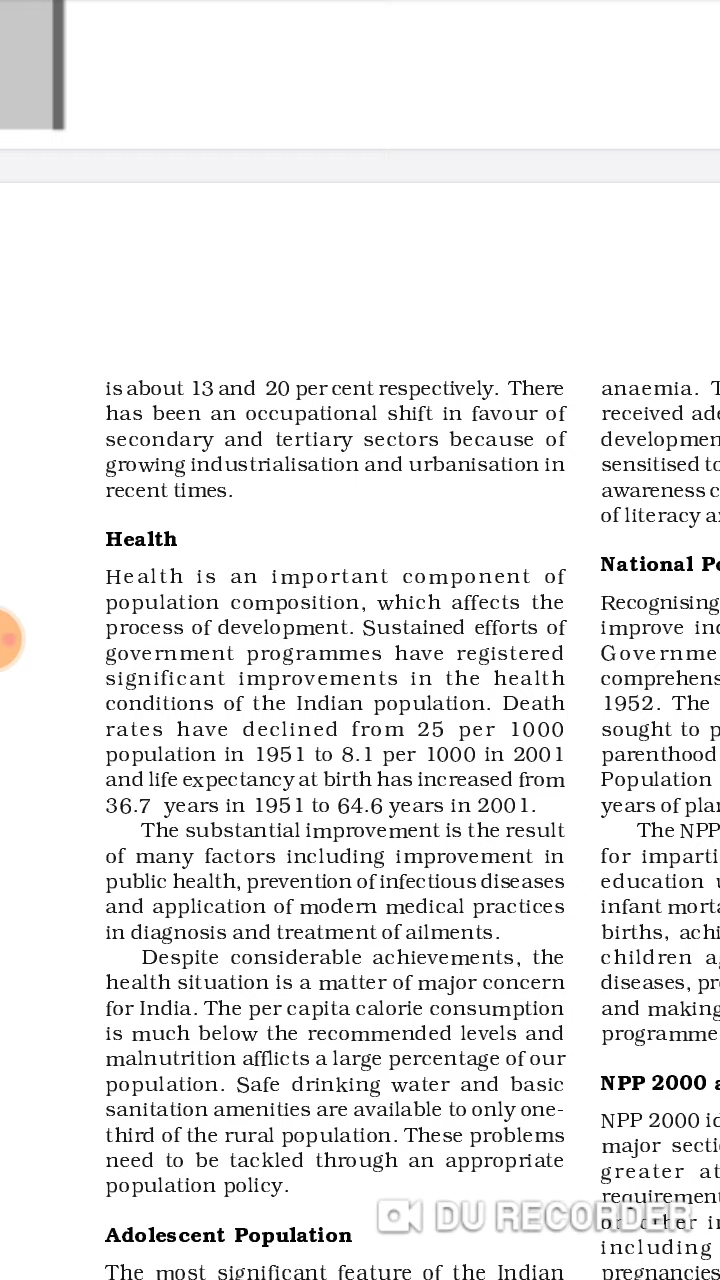 is about 13 and 20 per cent respectively. There
has been an occupational shift in favour of
secondary and tertiary sectors because of
growing industrialisation and urbanisation in
recent times.
Health
Health is an important component of
population composition, which affects the
process of development. Sustained efforts of
government programmes have registered
significant improvements in the health
conditions of the Indian population. Death
rates have declined from 25 per 1000
population in 1951 to 8.1 per 1000 in 2001
and life expectancy at birth has increased from
36.7 years in 1951 to 64.6 years in 2001.
The substantial improvement is the result
of many factors including improvement in
public health, prevention of infectious diseases
and application of modern medical practices
in diagnosis and treatment of ailments.
Despite considerable achievements, the
health situation is a matter of major concern
for India. The per capita calorie consumption
is much below the recommended levels and
malnutrition afflicts a large percentage of our
population. Safe drinking water and basic
sanitation amenities are available to only one-
third of the rural population. These problems
need to be tackled through an appropriate
population policy.
Adolescent Population
The most significant feature of the Indian
anaemia.
received
sensitised
awareness
of literacy
National
Recognising
improve
comprehens
1952. The
sought to
parenthood
Population
years of
The NPP
for
education
infant
births,
children
diseases,
and making
programme
NPP 2000
NPP 2000
major
greater
or other
including
pregnancies
DU RECORDER